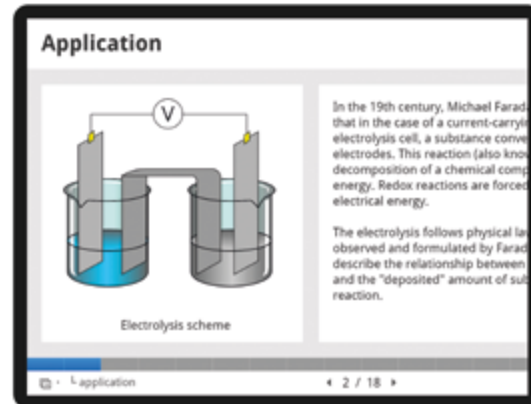 Application
V
Electrolysis scheme
In the 19th century, Michael Farad
that in the case of a current-carryi
electrolysis cell, a substance conve
electrodes. This reaction (also know
decomposition of a chemical comp
energy. Redox reactions are forced
electrical energy.
The electrolysis follows physical la
observed and formulated by Farad
describe the relationship between
and the "deposited" amount of sub
reaction.
application
2 / 18